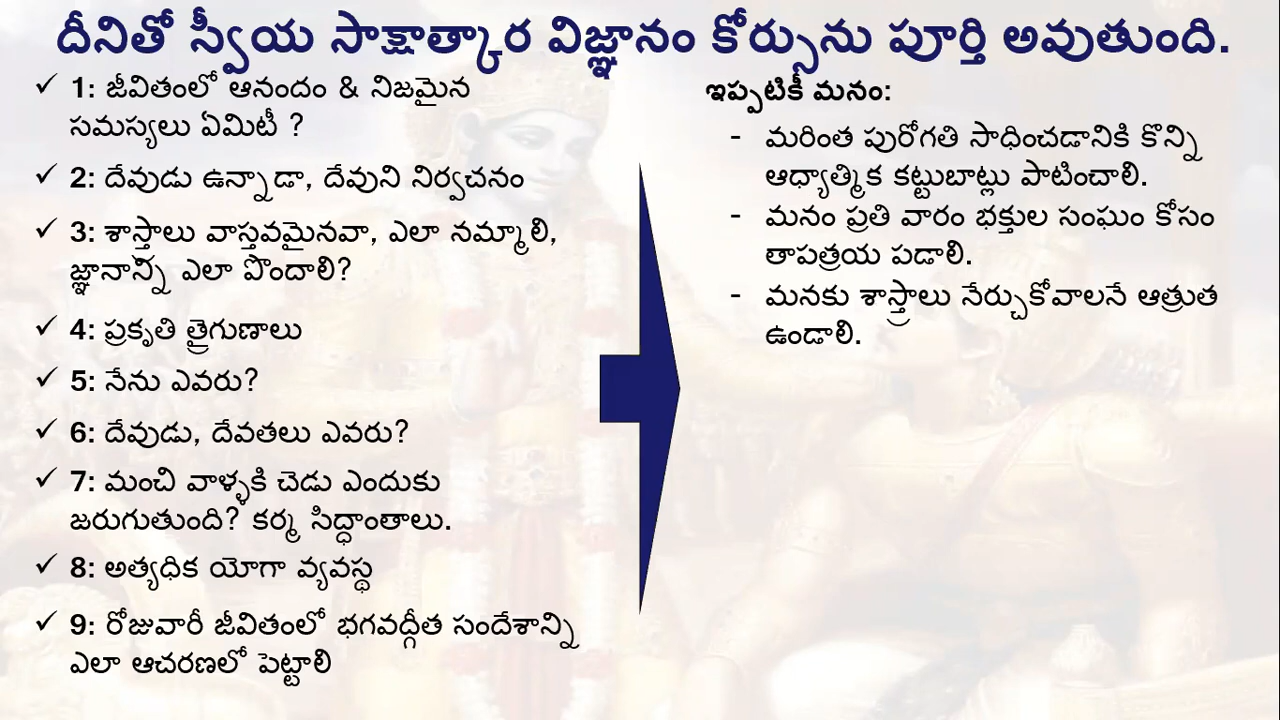 దీనితో స్వీయ సాక్షాత్కార విజ్ఞానం కోర్సును పూర్తి అవుతుంది.
✓ 1: జీవితంలో ఆనందం & నిజమైన
సమస్యలు ఏమిటీ ?
✓ 2: దేవుడు ఉన్నాడా, దేవుని నిర్వచనం
✓ 3: శాస్త్రాలు వాస్తవమైనవా, ఎలా నమ్మాలి,
జ్ఞానాన్ని ఎలా పొందాలి?
✓ 4: ప్రకృతి త్రైగుణాలు
✓ 5: నేను ఎవరు?
✓ 6: దేవుడు, దేవతలు ఎవరు?
✓ 7: మంచి వాళ్ళకి చెడు ఎందుకు
జరుగుతుంది? కర్మ సిద్ధాంతాలు.
✓ 8: అత్యధిక యోగా వ్యవస్థ
✓ 9: రోజువారీ జీవితంలో భగవద్గీత సందేశాన్ని
ఎలా ఆచరణలో పెట్టాలి
ఇప్పటికీ మనం:
- మరింత పురోగతి సాధించడానికి కొన్ని
ఆధ్యాత్మిక కట్టుబాట్లు పాటించాలి.
- మనం ప్రతి వారం భక్తుల సంఘం కోసం
తాపత్రయ పడాలి.
- మనకు శాస్త్రాలు నేర్చుకోవాలనే ఆత్రుత
ఉండాలి.